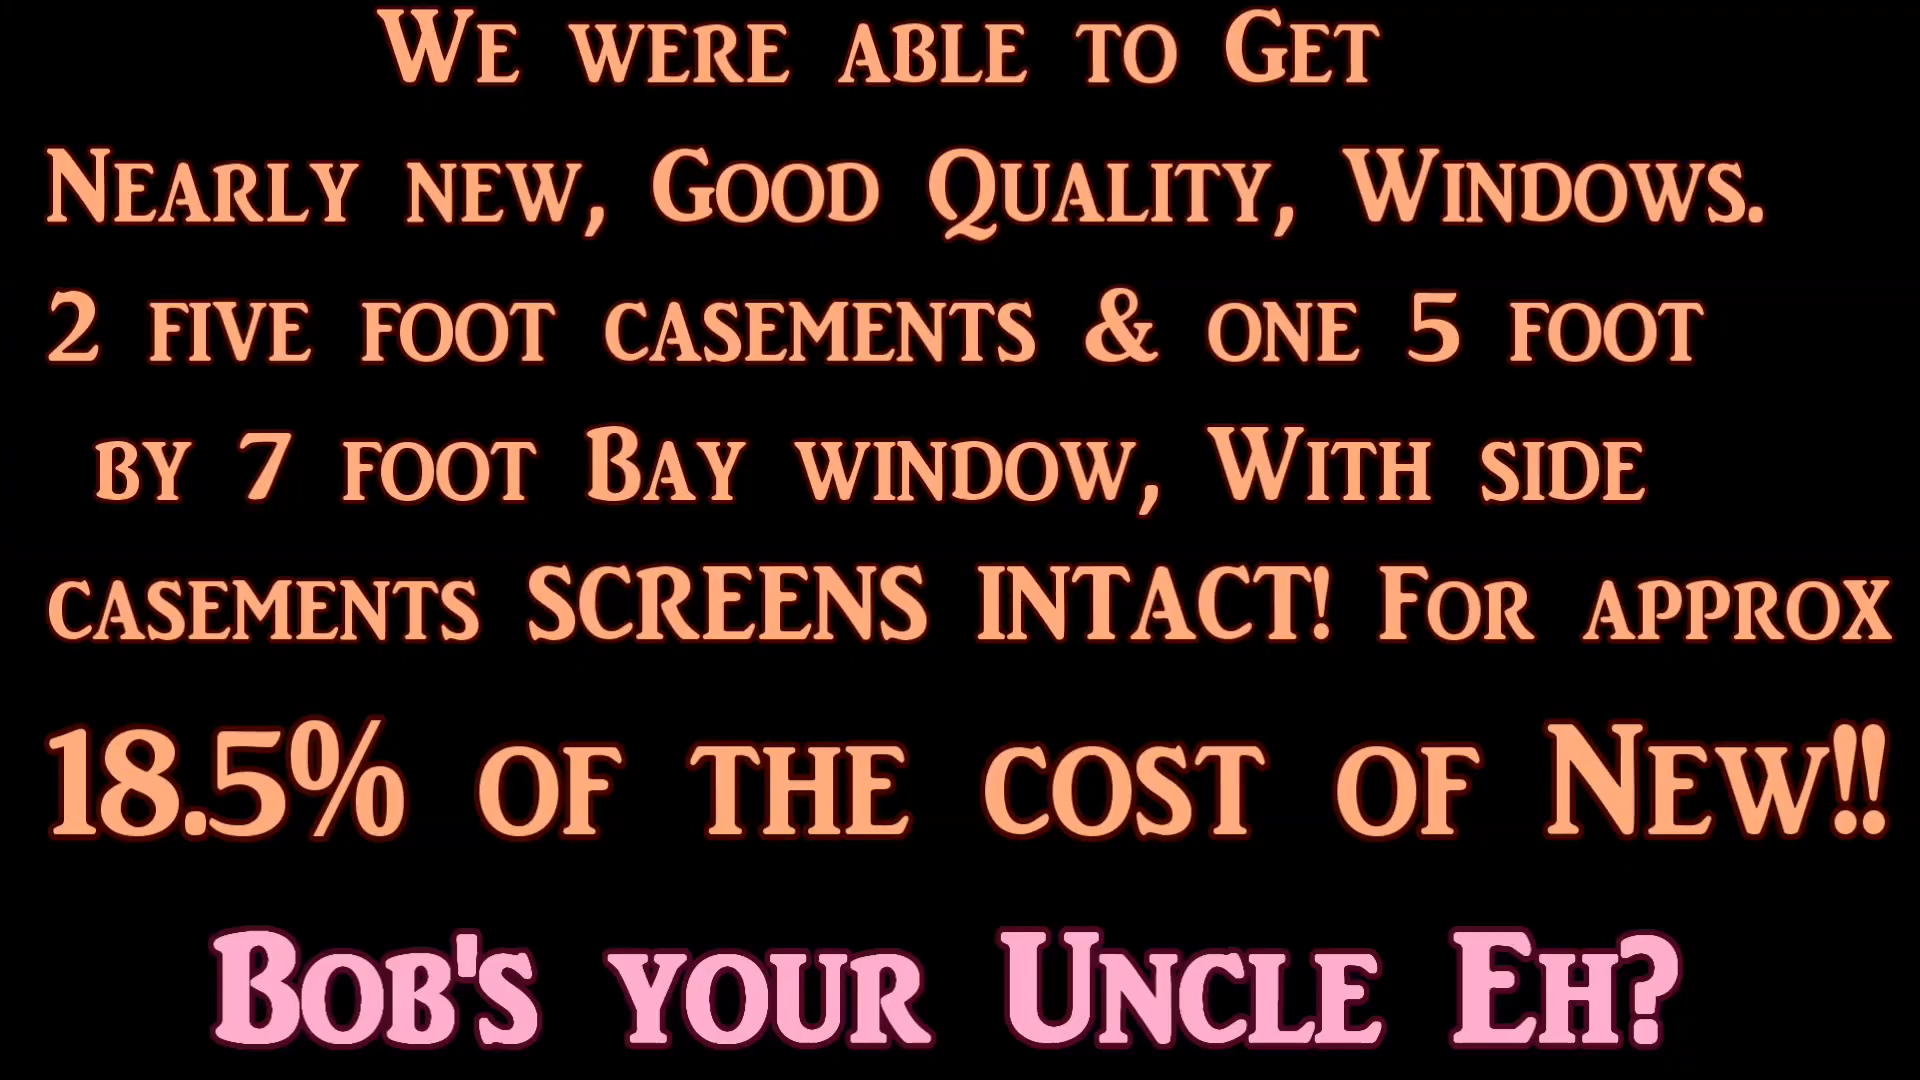 We were able to Get
Nearly new, Good Quality, Windows.
2 five foot casements & one 5 foot
by 7 foot Bay window, With side
casements SCREENS INTACT! For approx
18.5% of the cost of New!!
Bob's your Uncle Eh?